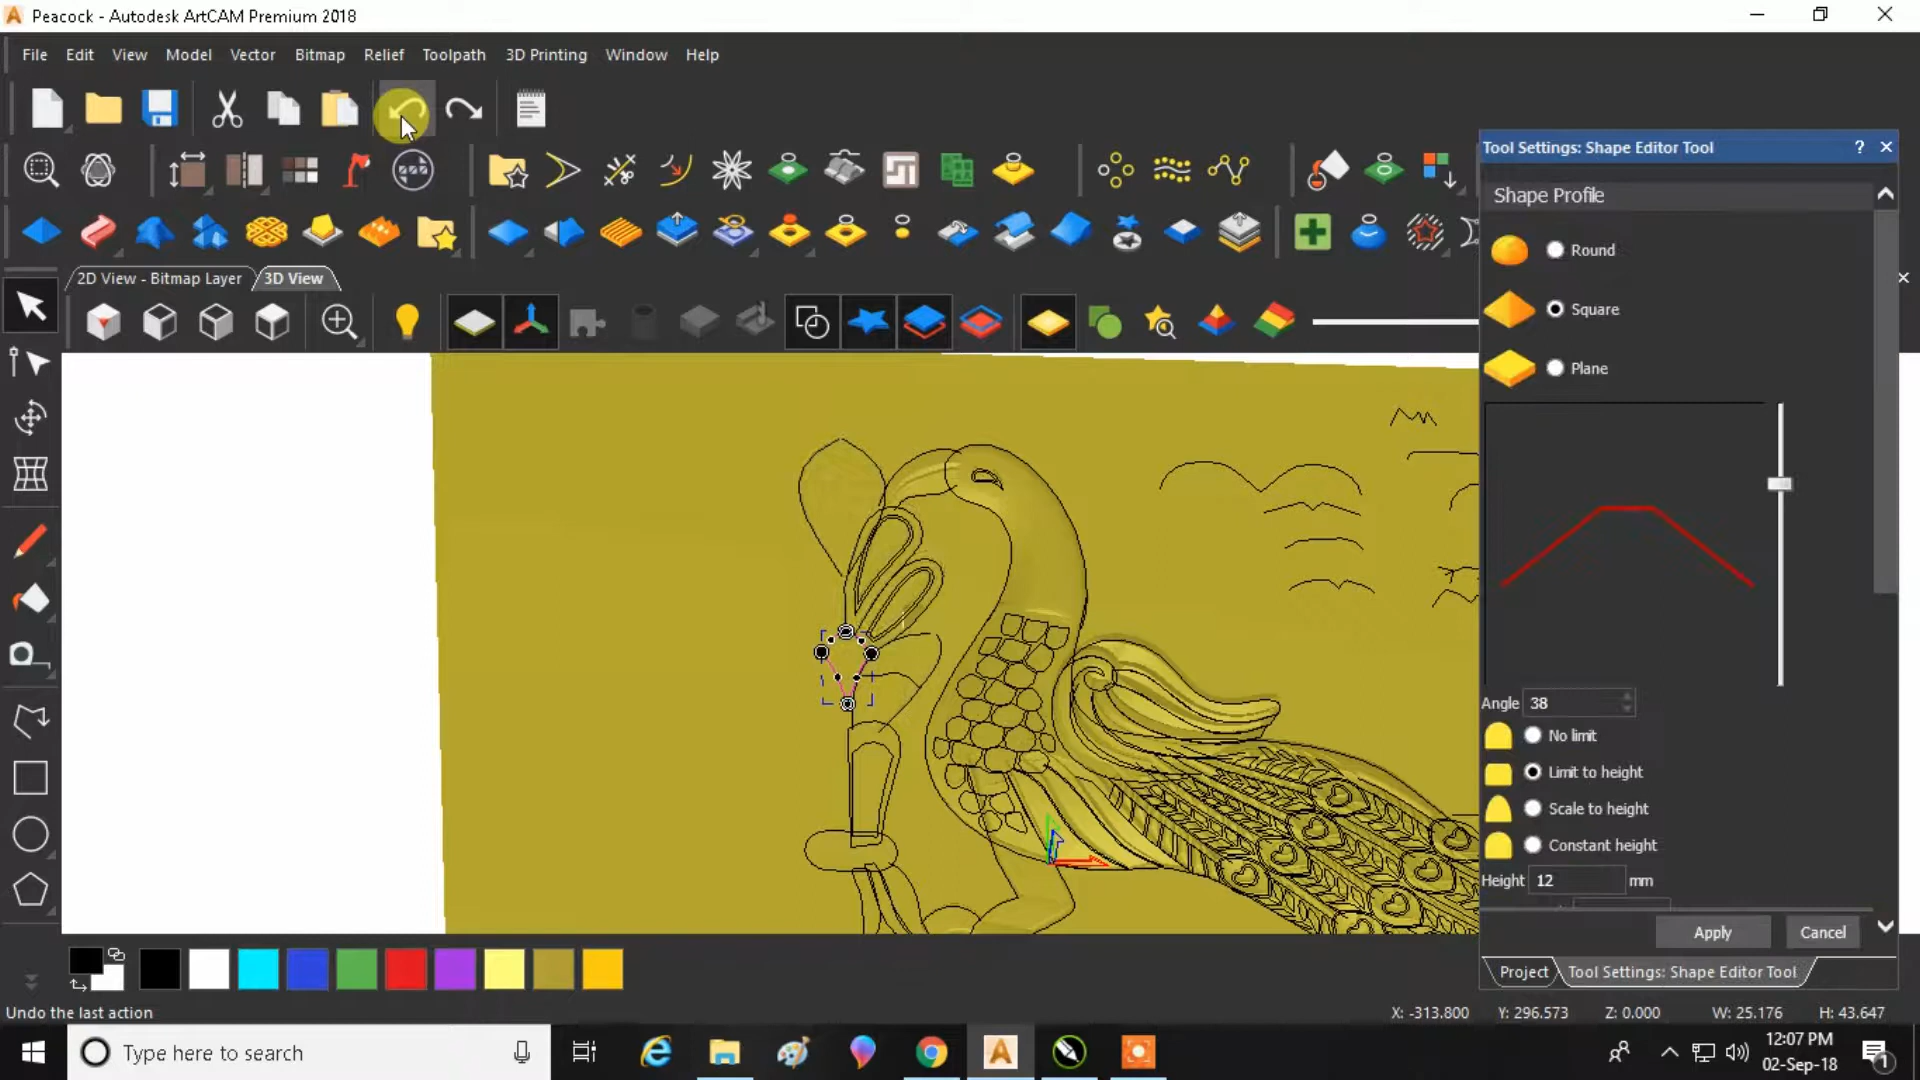 Peacock - Autodesk ArtCAM Premium 2018
File Edit View Model Vector Bitmap Relief Toolpath 3D Printing Window Help
Tool Settings: Shape Editor Tool ?
Shape Profile
Round
2D View - Bitmap Layer 3D View
Square
Plane
Angle 38
No limit
Limit to height
Scale to height
Constant height
Height 12 mm
Apply Cancel
Project Tool Settings: Shape Editor Tool
Undo the last action
X: -313.800 Y: 296.573 Z: 0.000 W: 25.176 H: 43.647
Type here to search
12:07 PM
02-Sep-18
1